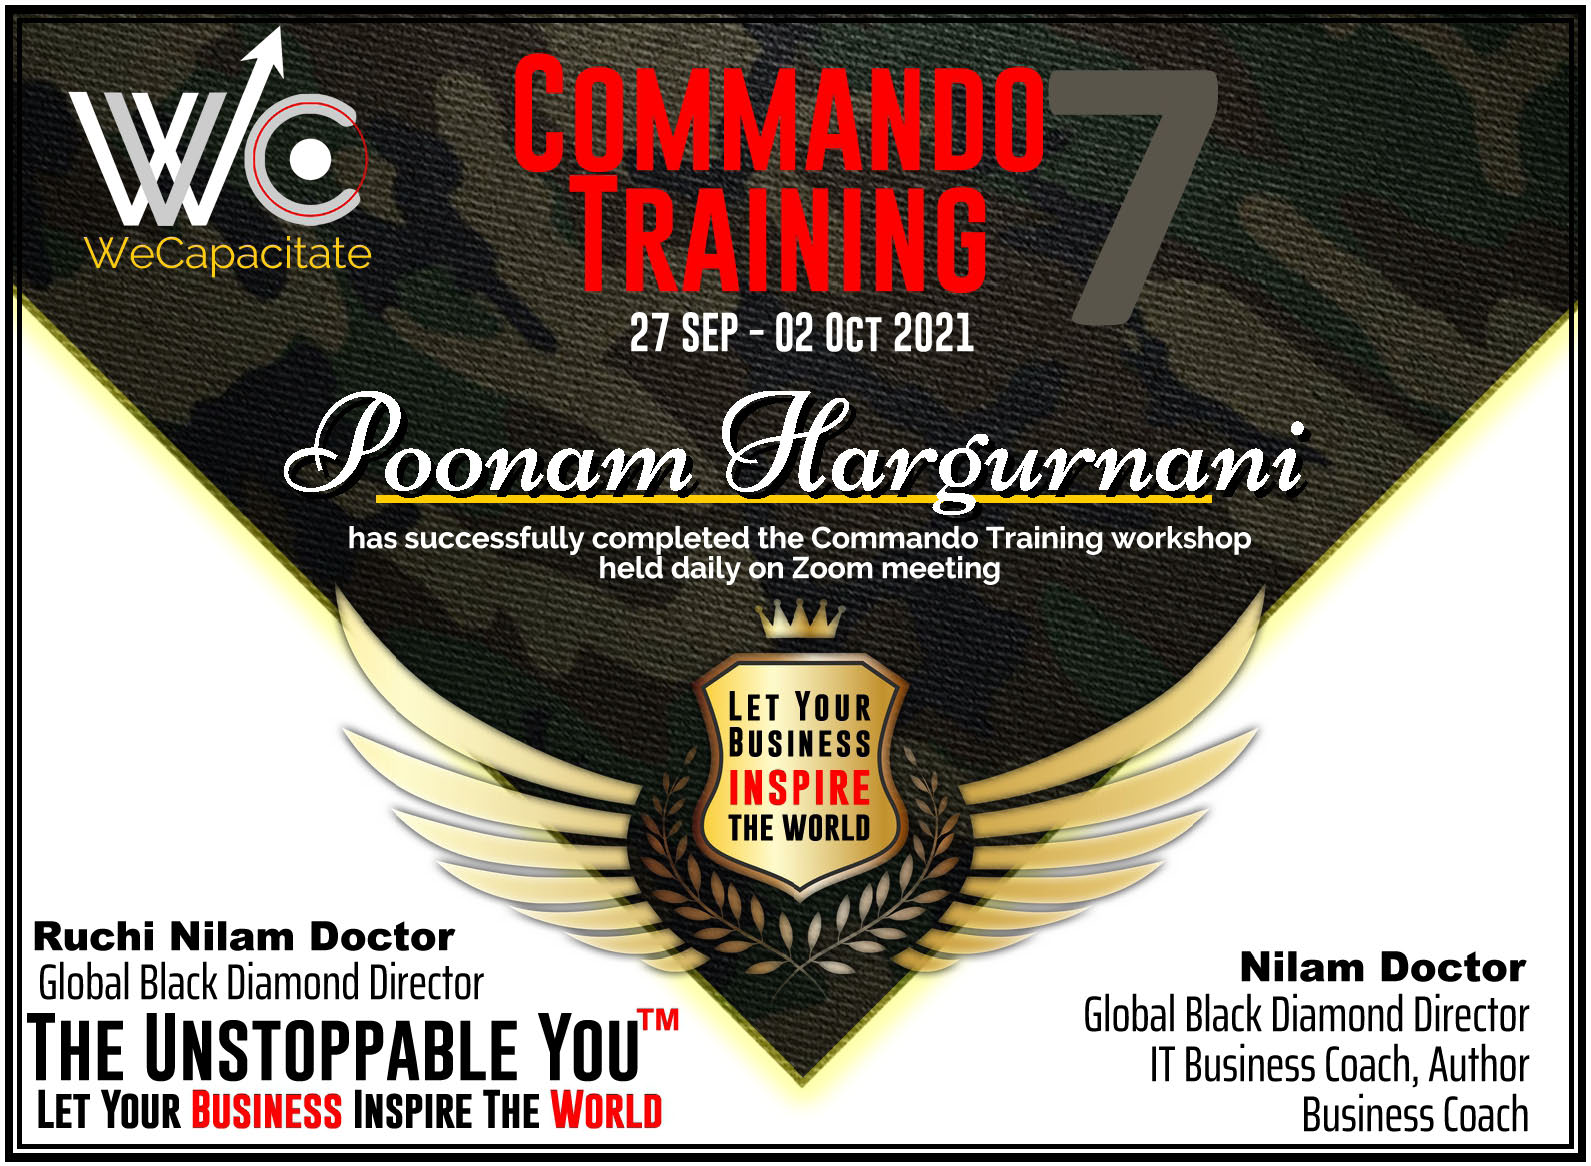 WC
WeCapacitate
COMMANDO
TRAINING
7
27 SEP - 02 OCT 2021
Poonam Hargurnani
has successfully completed the Commando Training workshop
held daily on Zoom meeting
LET YOUR
BUSINESS
INSPIRE
THE WORLD
Ruchi Nilam Doctor
Global Black Diamond Director
THE UNSTOPPABLE YOU™
LET YOUR BUSINESS INSPIRE THE WORLD
Nilam Doctor
Global Black Diamond Director
IT Business Coach, Author
Business Coach